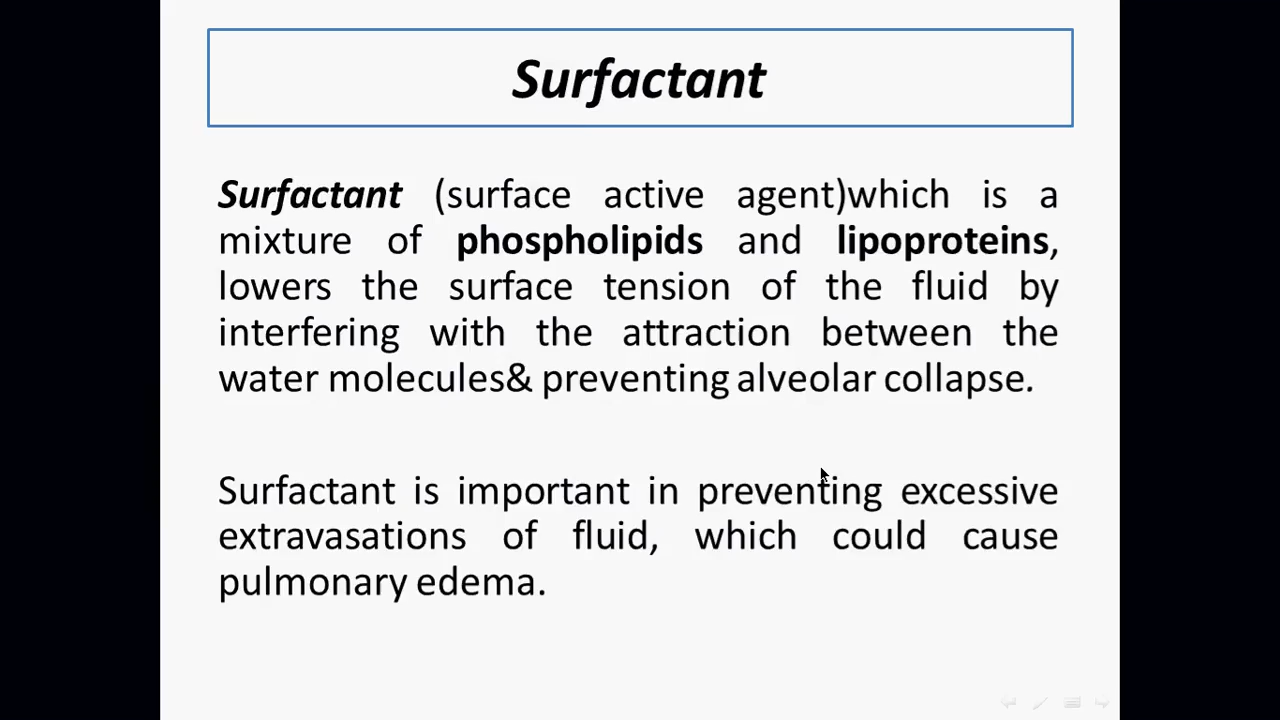 Surfactant
Surfactant (surface active agent)which is a
mixture of phospholipids and lipoproteins,
lowers the surface tension of the fluid by
interfering with the attraction between the
water molecules& preventing alveolar collapse.
Surfactant is important in preventing excessive
extravasations of fluid, which could cause
pulmonary edema.